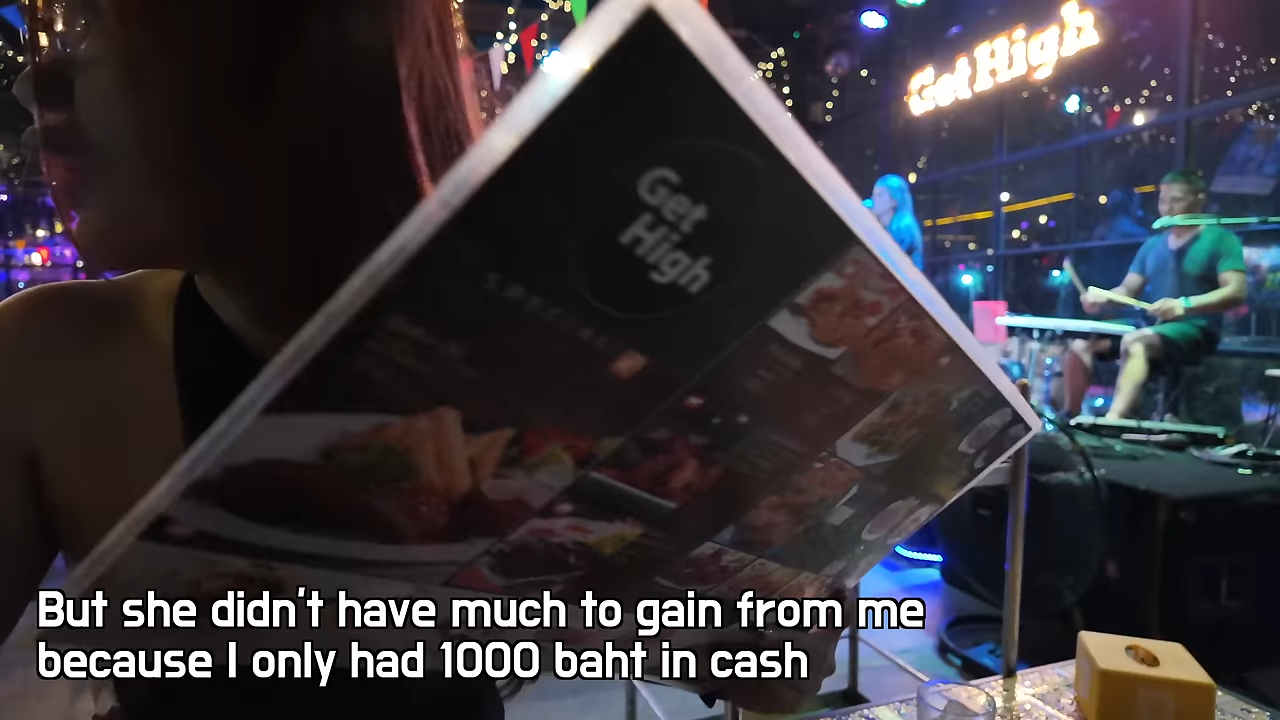 Get High
Get
High
SPECIAL
But she didn't have much to gain from me
because I only had 1000 baht in cash